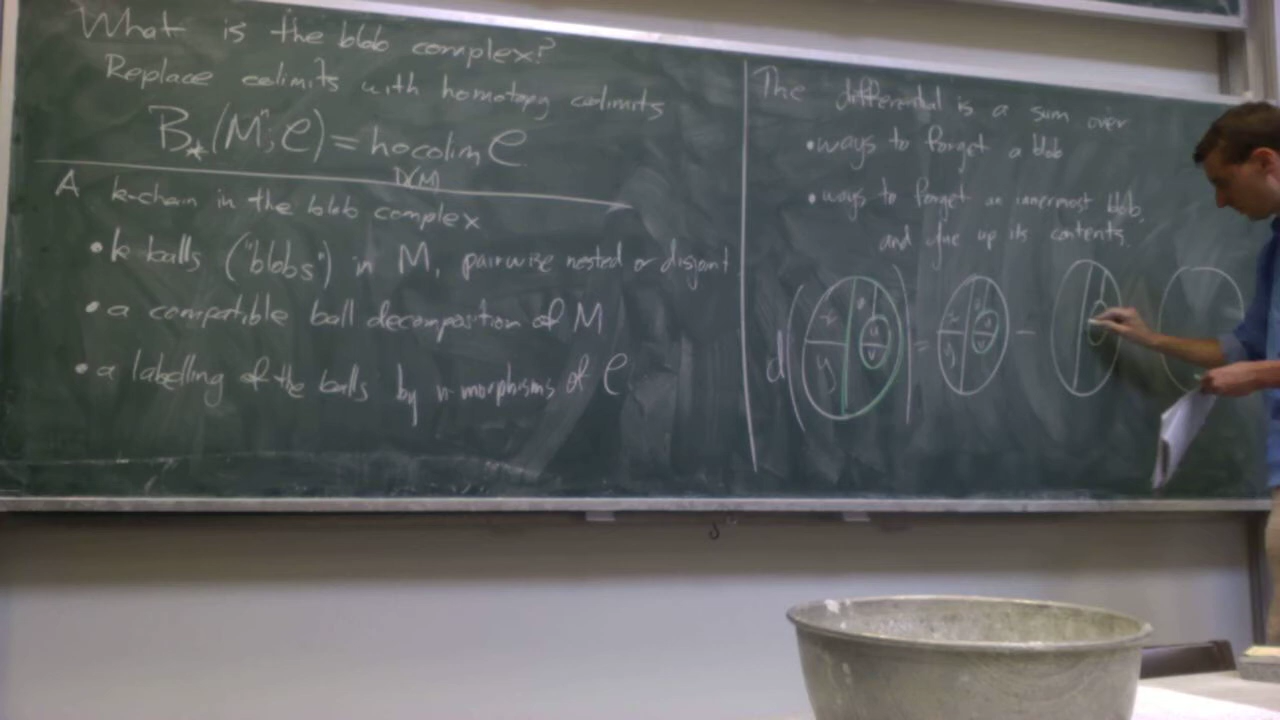 What is the blob complex?
Replace colimits with homotopy colimits
B_*(M^n; C) = hocolim C
D(M)
A k-chain in the blob complex
• k balls ("blobs") in M, pairwise nested or disjoint
• a compatible ball decomposition of M
• a labelling of the balls by n-morphisms of C
The differential is a sum over
• ways to forget a blob
• ways to forget an innermost blob,
and glue up its contents.
d( x y u v ) = x y u v −